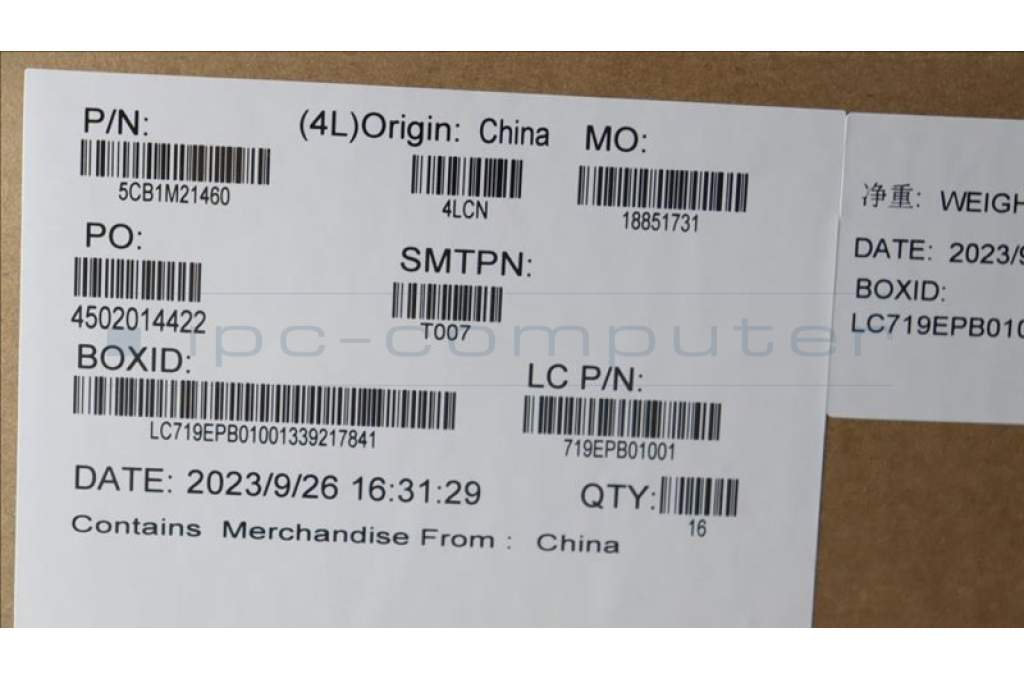 P/N: (4L)Origin: China MO:
5CB1M21460 4LCN 18851731
PO: SMTPN:
4502014422 T007
BOXID: LC P/N:
LC719EPB01001339217841 719EPB01001
DATE: 2023/9/26 16:31:29 QTY:
16
Contains Merchandise From : China
净重: WEIGH
DATE: 2023/9
BOXID:
LC719EPB010
ipc-computer